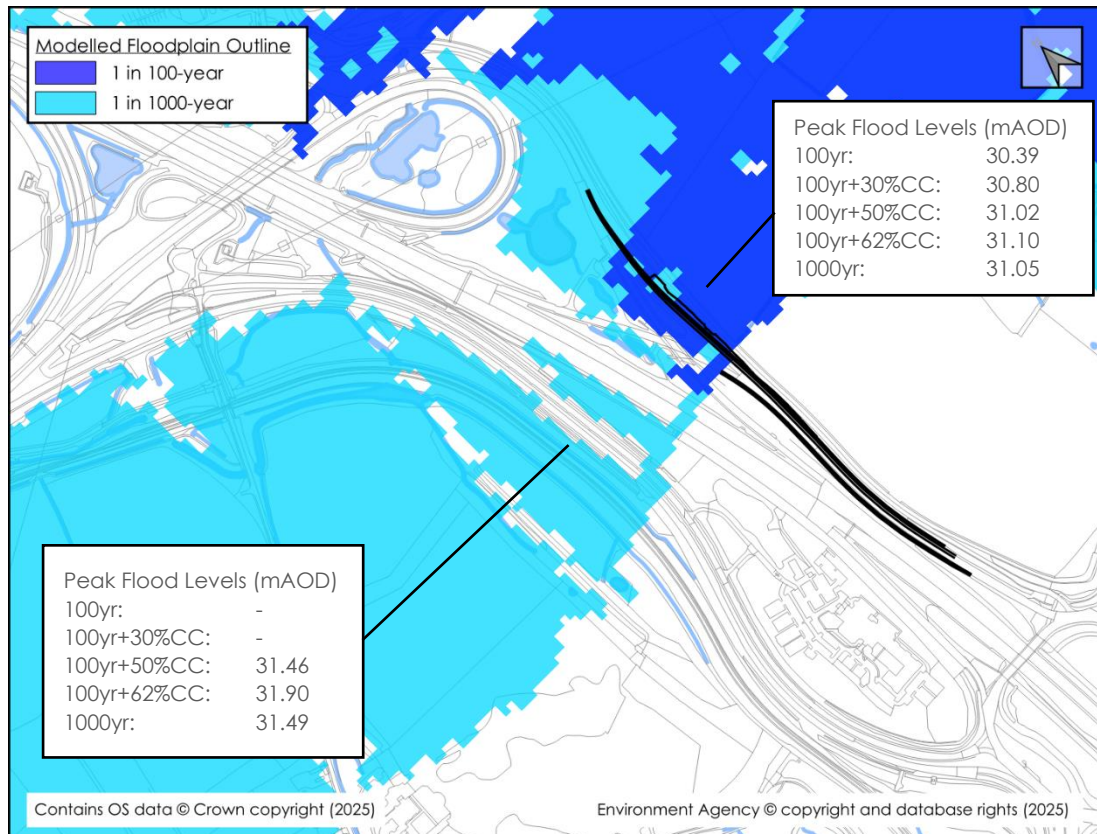 Modelled Floodplain Outline
1 in 100-year
1 in 1000-year
Peak Flood Levels (mAOD)
100yr: 30.39
100yr+30%CC: 30.80
100yr+50%CC: 31.02
100yr+62%CC: 31.10
1000yr: 31.05
Peak Flood Levels (mAOD)
100yr: -
100yr+30%CC: -
100yr+50%CC: 31.46
100yr+62%CC: 31.90
1000yr: 31.49
Contains OS data © Crown copyright (2025)
Environment Agency © copyright and database rights (2025)